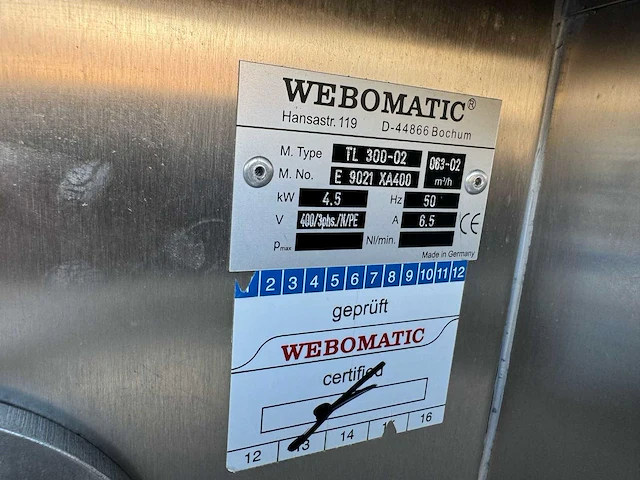 WEBOMATIC®
Hansastr. 119 D-44866 Bochum
M. Type TL 300-02 063-02
M. No. E 9021 XA400 m³/h
kW 4.5 Hz 50
V 400/3phs./N/PE A 6.5 CE
pmax Nl/min.
Made in Germany
2 3 4 5 6 7 8 9 10 11 12
geprüft
WEBOMATIC
certified
12 13 14 16